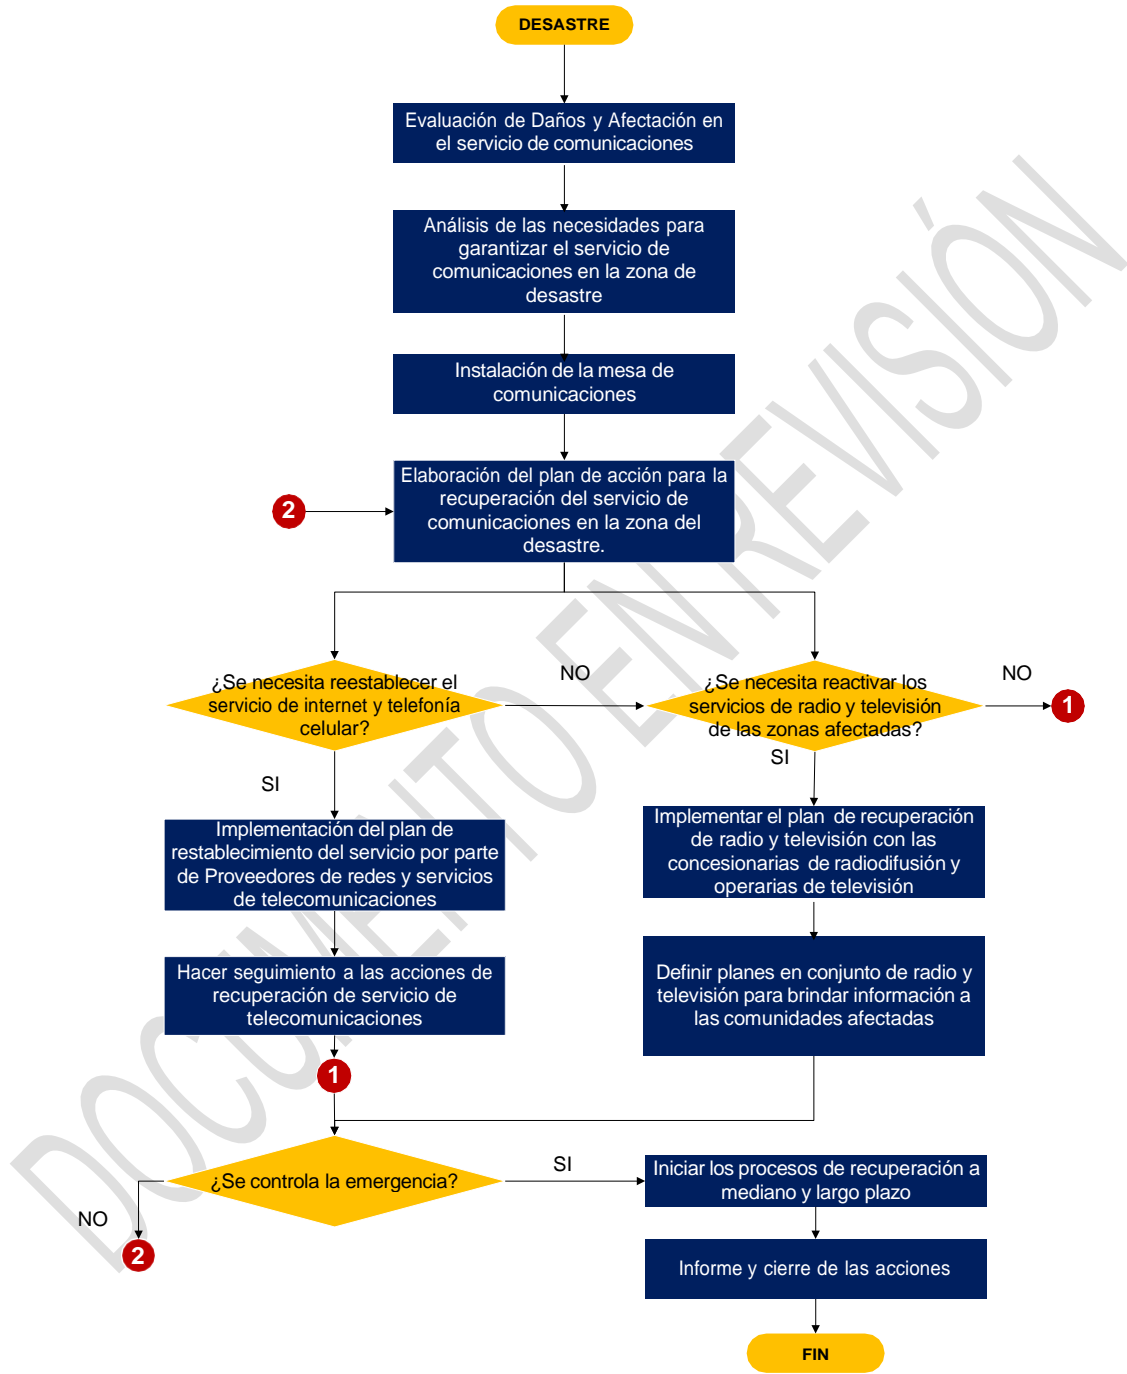 DESASTRE
Evaluación de Daños y Afectación en
el servicio de comunicaciones
Análisis de las necesidades para
garantizar el servicio de
comunicaciones en la zona de
desastre
Instalación de la mesa de
comunicaciones
Elaboración del plan de acción para la
recuperación del servicio de
comunicaciones en la zona del
desastre.
2
¿Se necesita reestablecer el
servicio de internet y telefonía
celular?
NO
¿Se necesita reactivar los
servicios de radio y televisión
de las zonas afectadas?
NO
1
SI
SI
Implementación del plan de
restablecimiento del servicio por parte
de Proveedores de redes y servicios
de telecomunicaciones
Implementar el plan de recuperación
de radio y televisión con las
concesionarias de radiodifusión y
operarias de televisión
Hacer seguimiento a las acciones de
recuperación de servicio de
telecomunicaciones
Definir planes en conjunto de radio y
televisión para brindar información a
las comunidades afectadas
1
¿Se controla la emergencia?
SI
Iniciar los procesos de recuperación a
mediano y largo plazo
NO
2
Informe y cierre de las acciones
FIN
DOCUMENTO EN REVISIÓN